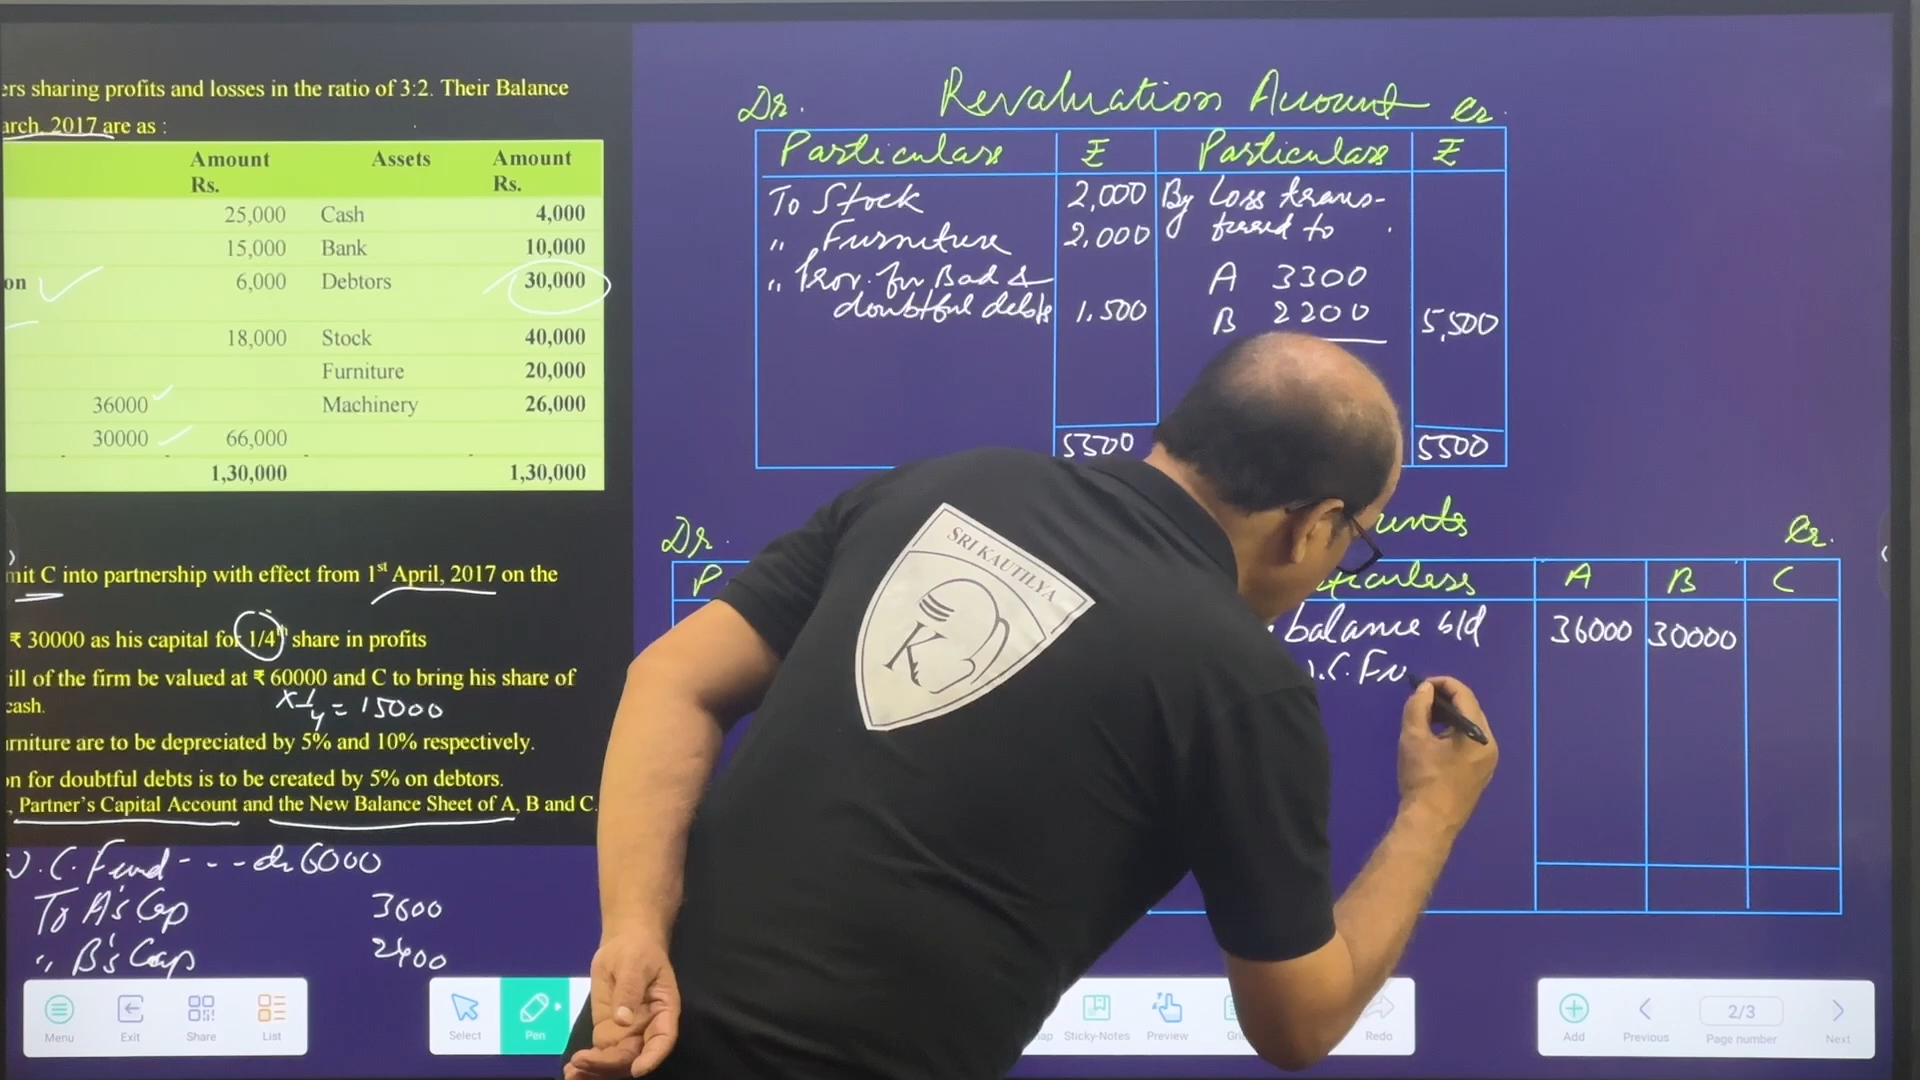 ers sharing profits and losses in the ratio of 3:2. Their Balance
arch, 2017 are as :
Amount Rs. Assets Amount Rs.
25,000 Cash 4,000
15,000 Bank 10,000
on 6,000 Debtors 30,000
18,000 Stock 40,000
Furniture 20,000
36000 Machinery 26,000
30000 66,000
1,30,000 1,30,000
mit C into partnership with effect from 1st April, 2017 on the
₹ 30000 as his capital for 1/4th share in profits
ill of the firm be valued at ₹ 60000 and C to bring his share of
cash.
x 1/4 = 15000
rniture are to be depreciated by 5% and 10% respectively.
on for doubtful debts is to be created by 5% on debtors.
, Partner's Capital Account and the New Balance Sheet of A, B and C.
.C. Fund --- dr 6000
To A's Cap 3600
" B's Cap 2400
Dr. Revaluation Account Cr.
Particulars ₹ Particulars ₹
To Stock 2,000 By Loss trans-
" Furniture 2,000 ferred to
" Prov. for Bad & A 3300
doubtful debts 1,500 B 2200 5,500
5500 5500
Dr. unts Cr.
P ticulars A B C
balance b/d 36000 30000
.C. Fu
SRI KAUTILYA
K
Menu Exit Share List
Select Pen
Sticky-Notes Preview Redo
Add Previous 2/3 Page number Next